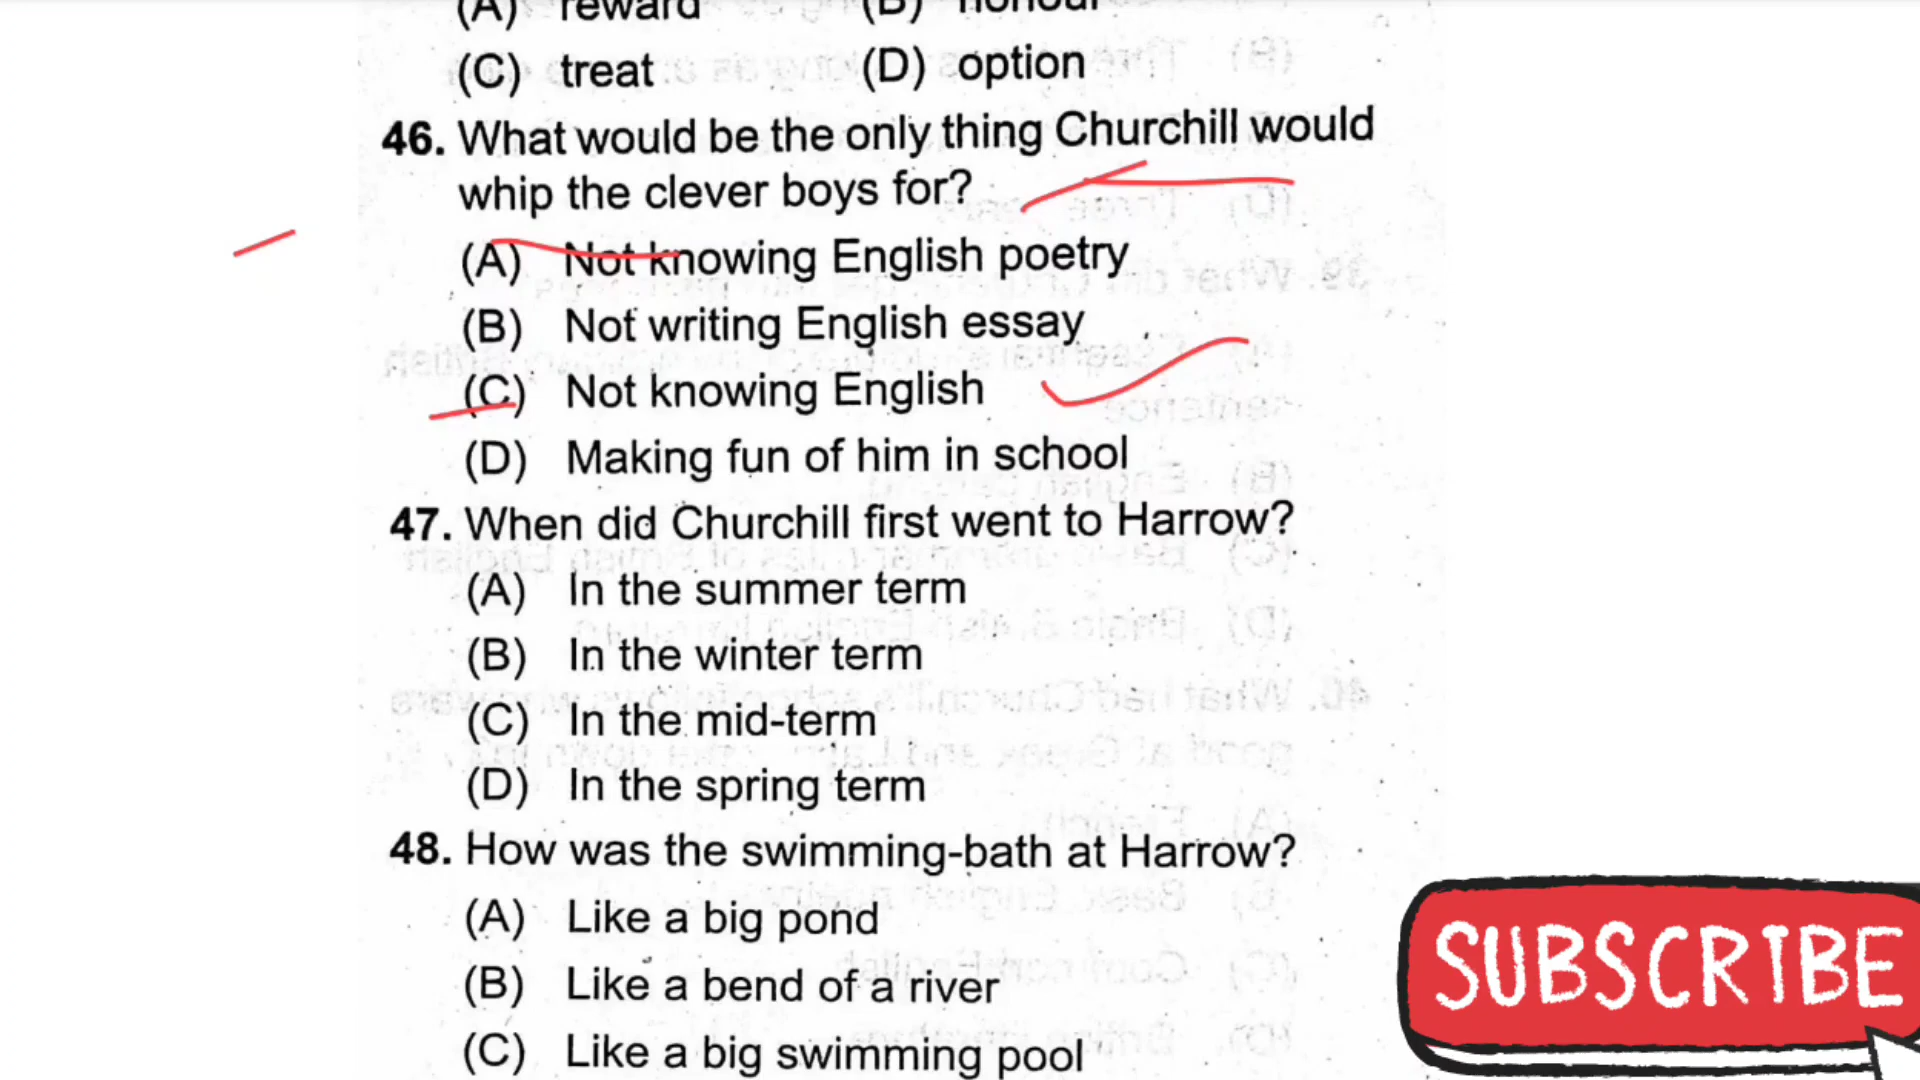 (A) reward (B) honour
(C) treat (D) option
46. What would be the only thing Churchill would
whip the clever boys for?
(A) Not knowing English poetry
(B) Not writing English essay
(C) Not knowing English
(D) Making fun of him in school
47. When did Churchill first went to Harrow?
(A) In the summer term
(B) In the winter term
(C) In the mid-term
(D) In the spring term
48. How was the swimming-bath at Harrow?
(A) Like a big pond
(B) Like a bend of a river
(C) Like a big swimming pool
SUBSCRIBE